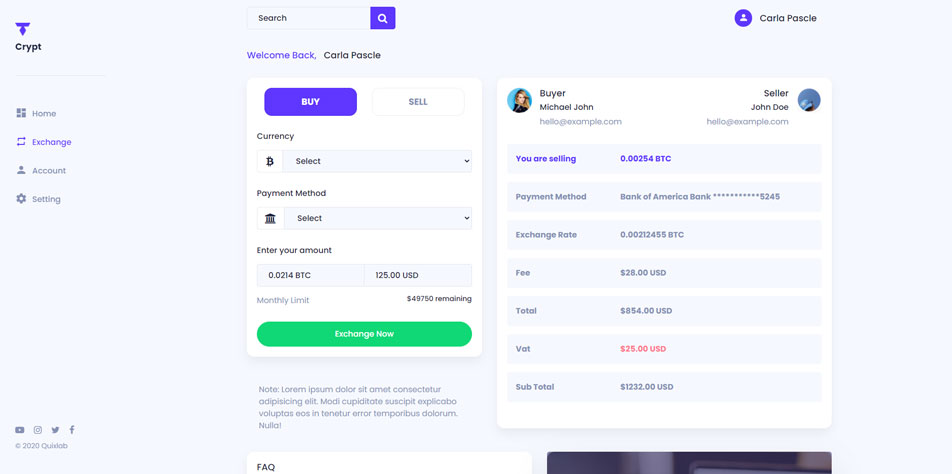 Search
Carla Pascle
Crypt
Welcome Back, Carla Pascle
Home
Exchange
Account
Setting
BUY
SELL
Currency
Select
Payment Method
Select
Enter your amount
0.0214 BTC
125.00 USD
Monthly Limit
$49750 remaining
Exchange Now
Note: Lorem ipsum dolor sit amet consectetur
adipisicing elit. Modi cupiditate suscipit explicabo
voluptas eos in tenetur error temporibus dolorum.
Nulla!
Buyer
Michael John
hello@example.com
Seller
John Doe
hello@example.com
You are selling 0.00254 BTC
Payment Method Bank of America Bank ***********5245
Exchange Rate 0.00212455 BTC
Fee $28.00 USD
Total $854.00 USD
Vat $25.00 USD
Sub Total $1232.00 USD
FAQ
© 2020 Quixlab